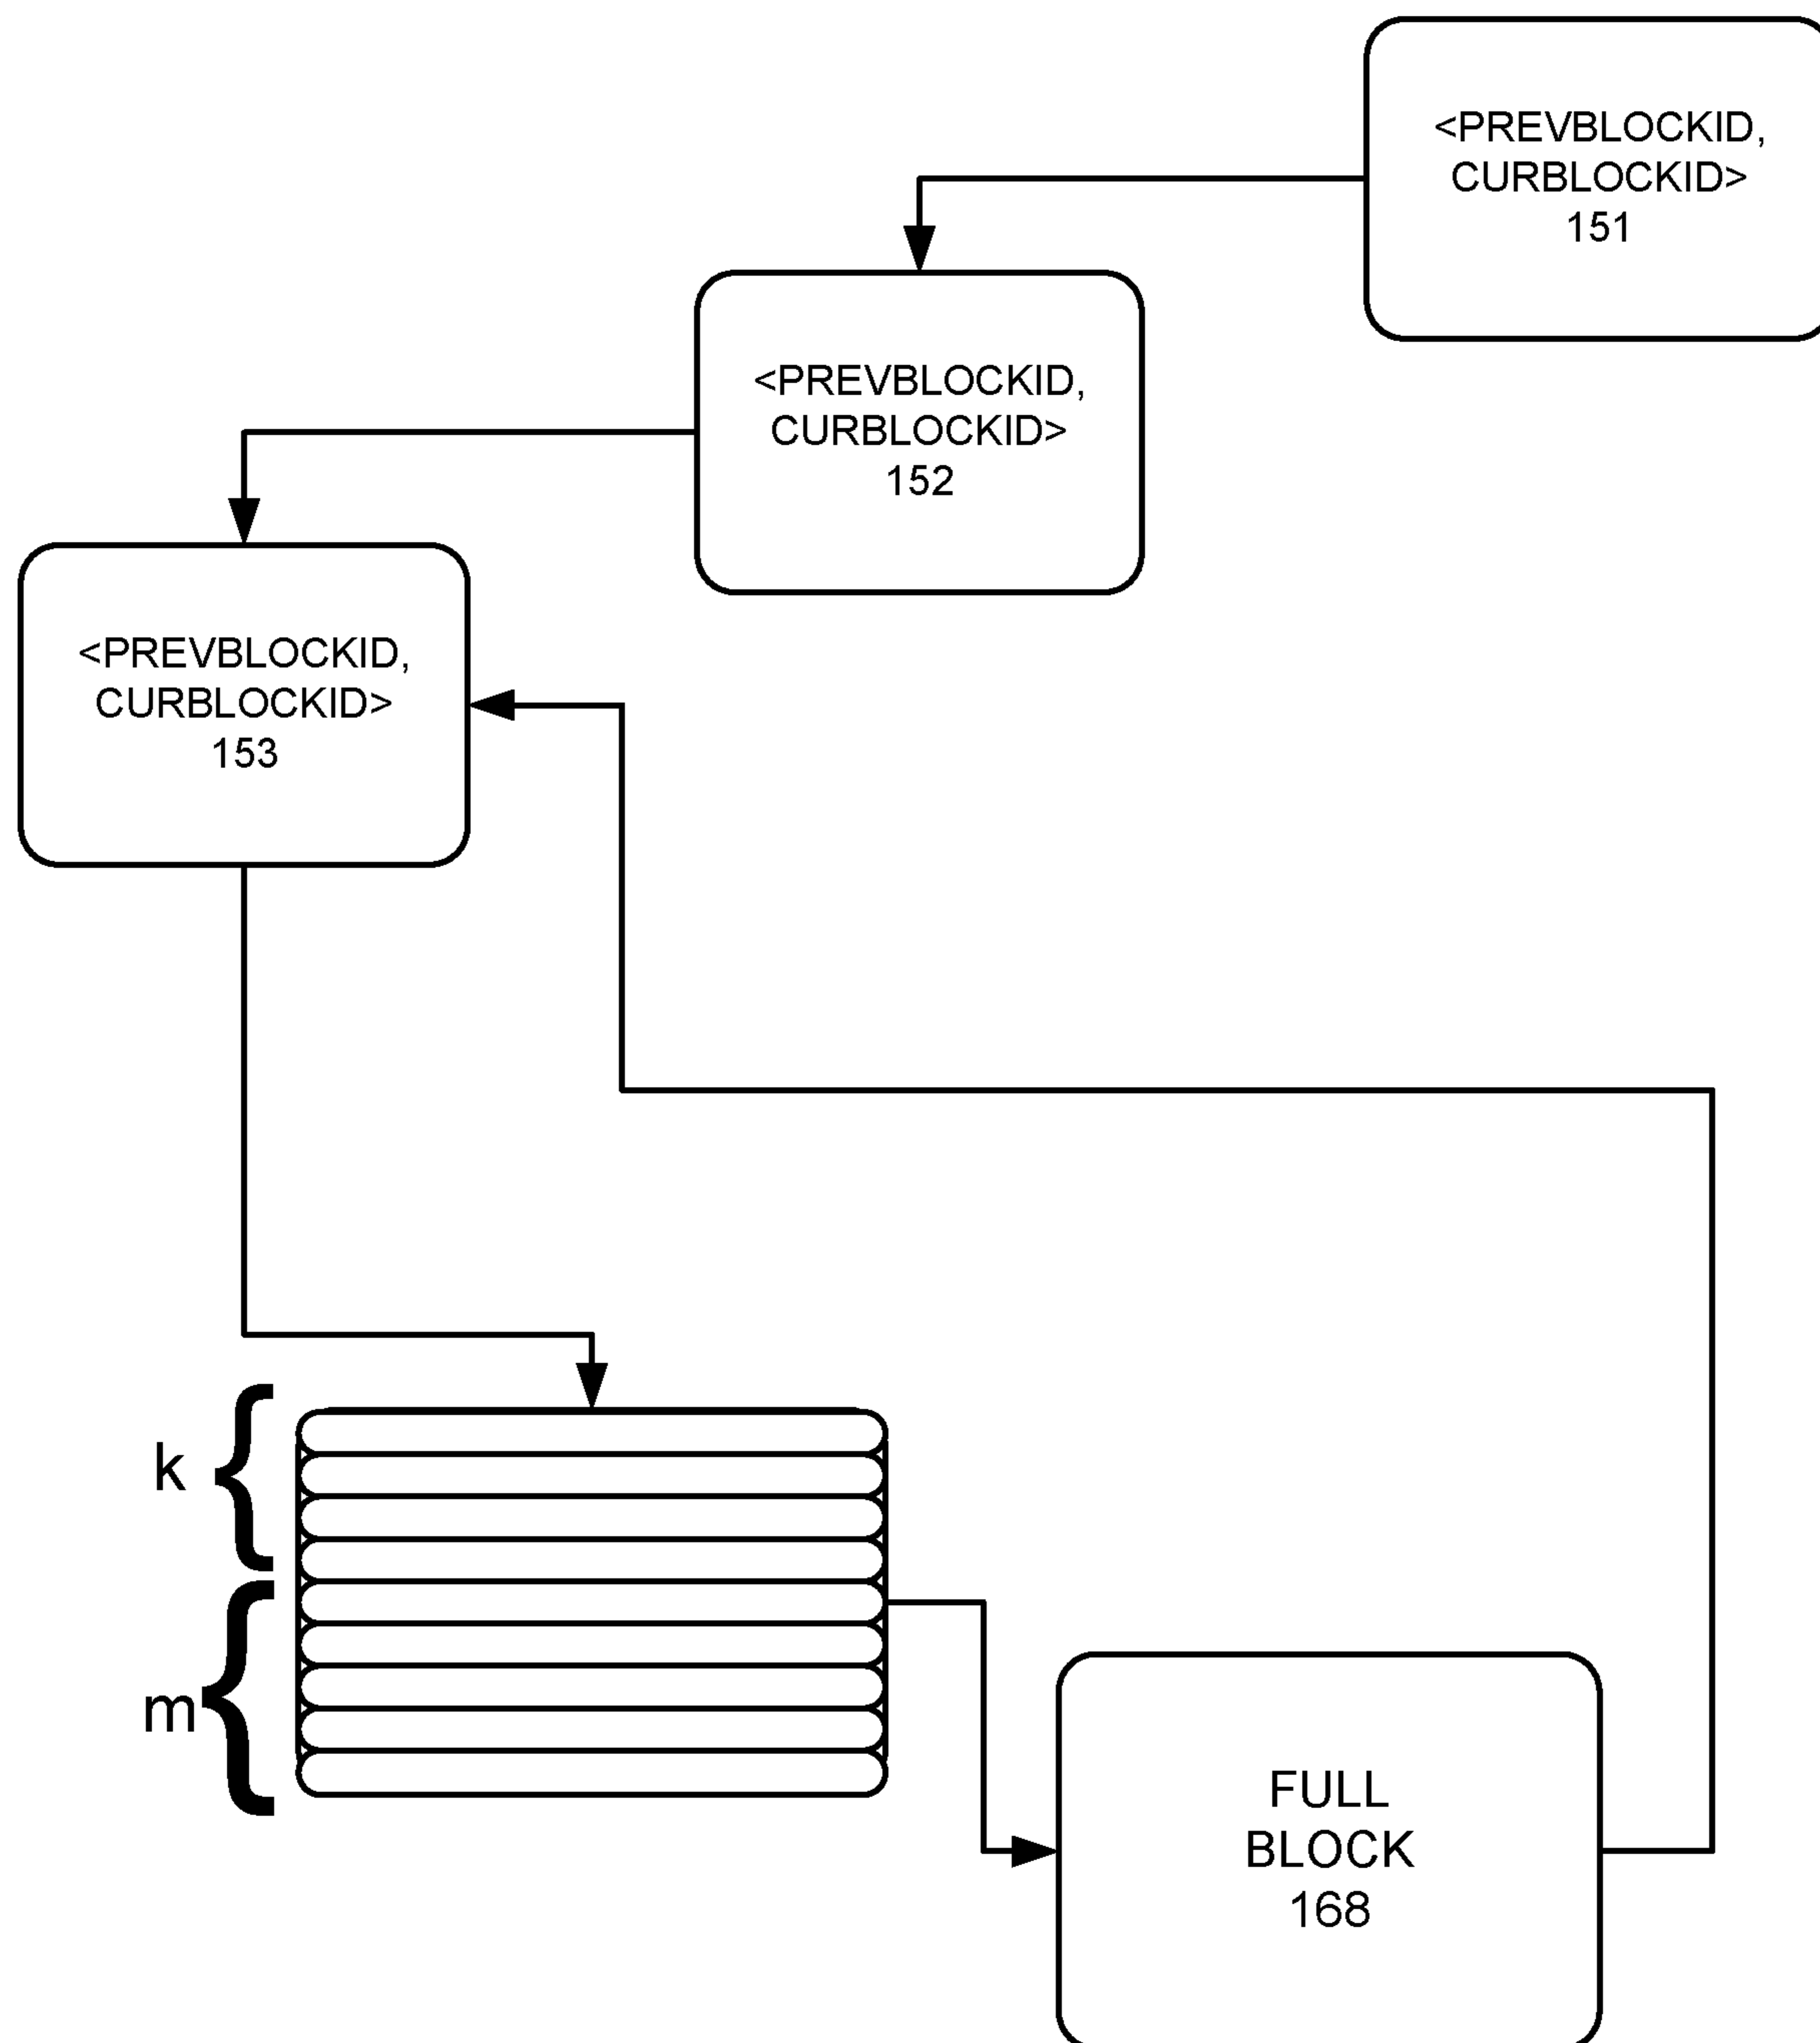 <PREVBLOCKID,
CURBLOCKID>
151
<PREVBLOCKID,
CURBLOCKID>
152
<PREVBLOCKID,
CURBLOCKID>
153
k
m
FULL
BLOCK
168